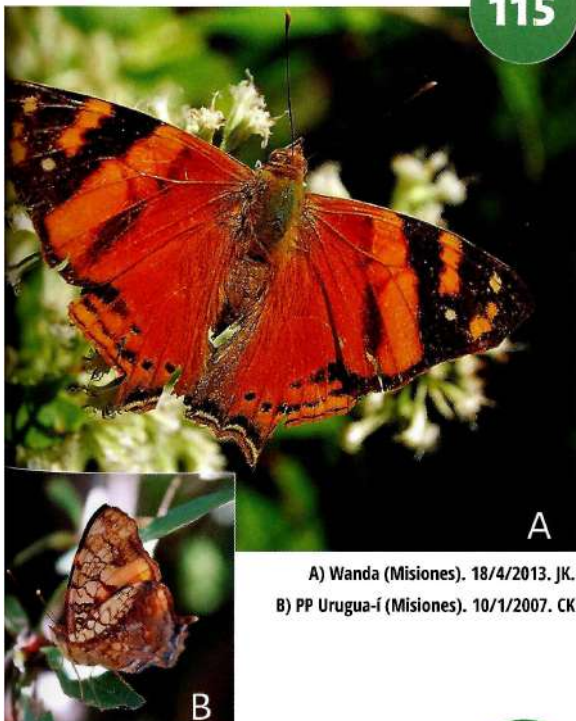 115
A
A) Wanda (Misiones). 18/4/2013. JK.
B) PP Urugua-í (Misiones). 10/1/2007. CK
B